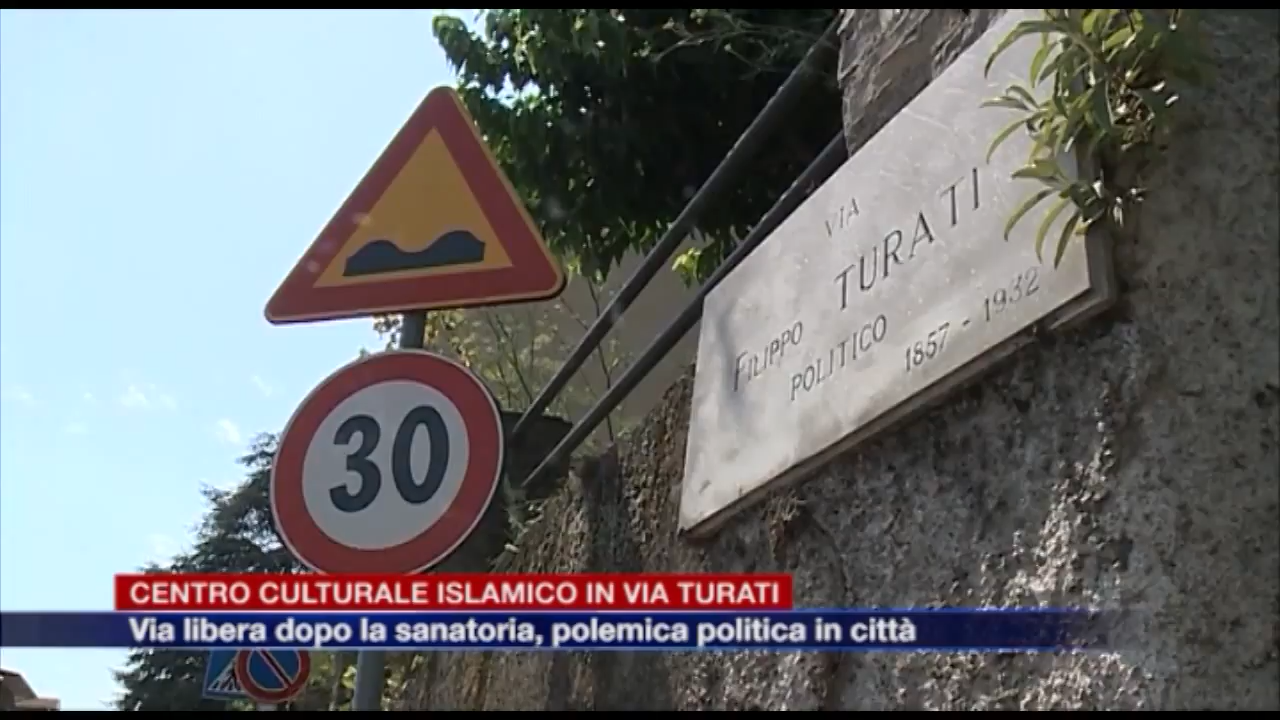 VIA
FILIPPO TURATI
POLITICO
1857 - 1932
30
CENTRO CULTURALE ISLAMICO IN VIA TURATI
Via libera dopo la sanatoria, polemica politica in città